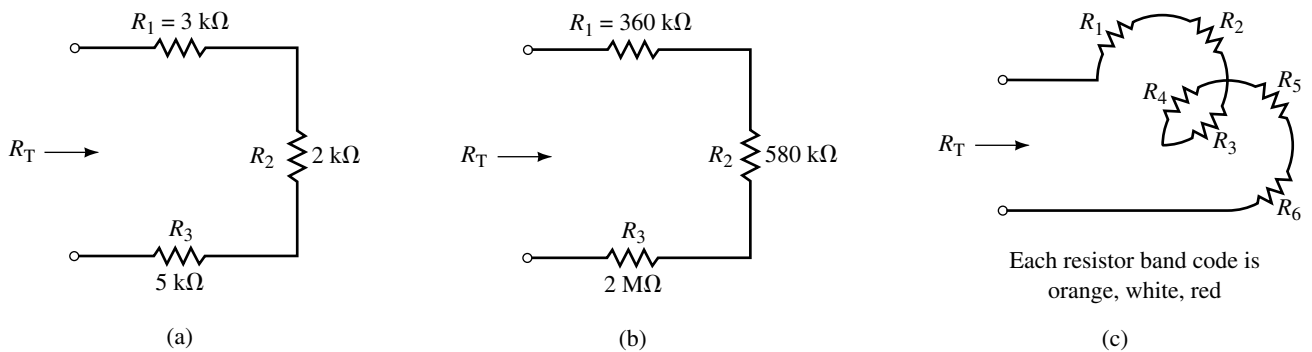 R1 = 3 kΩ
RT
R2
2 kΩ
R3
5 kΩ
(a)
R1 = 360 kΩ
RT
R2
580 kΩ
R3
2 MΩ
(b)
R1
R2
R4
R5
R3
RT
R6
Each resistor band code is
orange, white, red
(c)